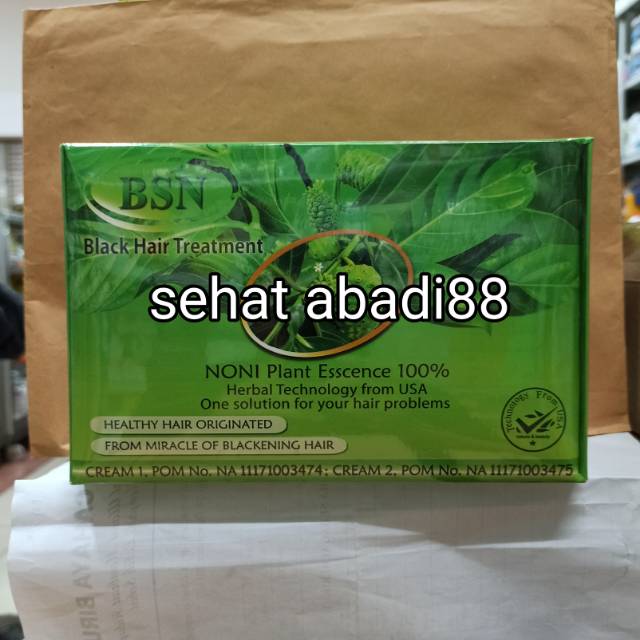 BSN
Black Hair Treatment
sehat abadi88
NONI Plant Esscence 100%
Herbal Technology from USA
One solution for your hair problems
HEALTHY HAIR ORIGINATED
FROM MIRACLE OF BLACKENING HAIR
Technology From USA
CREAM 1, POM No. NA 11171003474; CREAM 2, POM No. NA 11171003475